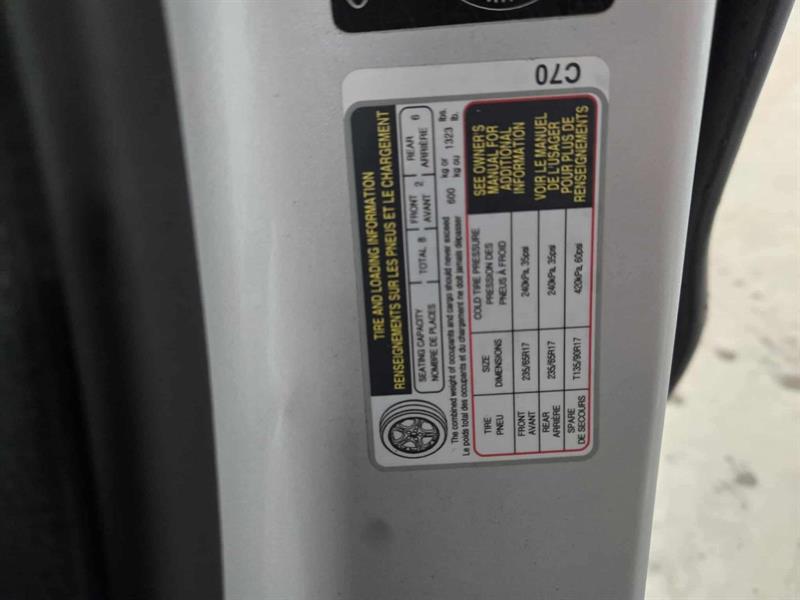 C70
TIRE AND LOADING INFORMATION
RENSEIGNEMENTS SUR LES PNEUS ET LE CHARGEMENT
SEATING CAPACITY TOTAL 8 FRONT 2 REAR 6
NOMBRE DE PLACES AVANT ARRIÈRE
The combined weight of occupants and cargo should never exceed 600 kg or 1323 lbs.
Le poids total des occupants et du chargement ne doit jamais dépasser kg ou lb.
TIRE SIZE COLD TIRE PRESSURE
PNEU DIMENSIONS PRESSION DES
PNEUS À FROID
FRONT 235/65R17 240kPa, 35psi
AVANT
REAR 235/65R17 240kPa, 35psi
ARRIÈRE
SPARE T135/90R17 420kPa, 60psi
DE SECOURS
SEE OWNER'S
MANUAL FOR
ADDITIONAL
INFORMATION
VOIR LE MANUEL
DE L'USAGER
POUR PLUS DE
RENSEIGNEMENTS